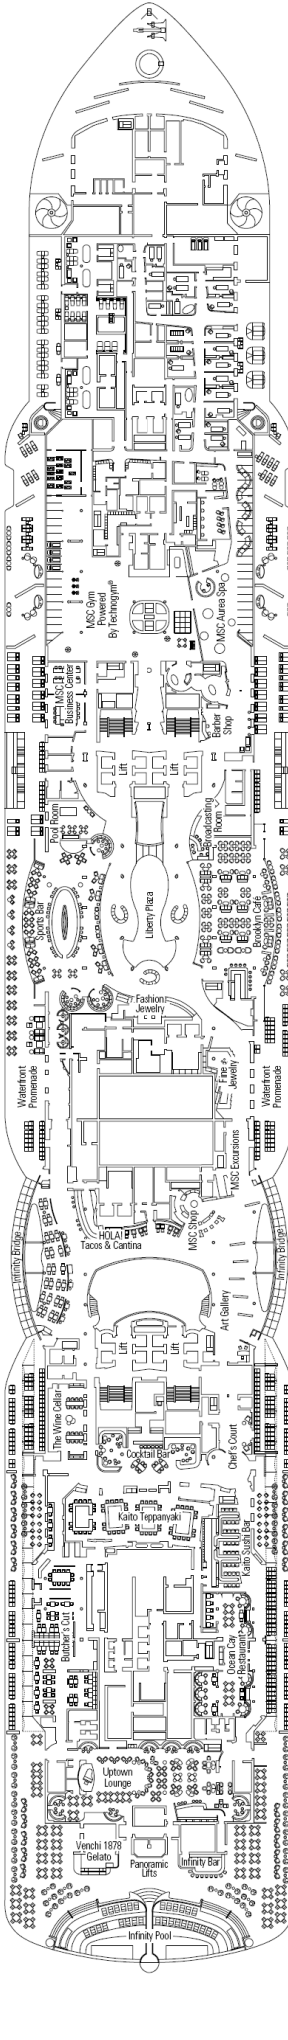 MSC Gym
Powered
By Technogym®
MSC Aurea Spa
MSC
Business Center
Barber
Shop
Lift
Lift
Pool Room
Broadcasting
Room
Sports Bar
Liberty Plaza
Brooklyn Café
Fashion
Jewelry
Fine
Jewelry
Waterfront
Promenade
Waterfront
Promenade
MSC Excursions
HOLA!
Tacos & Cantina
MSC Shop
Infinity Bridge
Infinity Bridge
Art Gallery
Lift
Lift
The Wine Cellar
Cocktail Bar
Chef's Court
Kaito Teppanyaki
Kaito Sushi Bar
Butcher's Cut
Ocean Cay
Restaurant
Uptown
Lounge
Venchi 1878
Gelato
Panoramic
Lifts
Infinity Bar
Infinity Pool